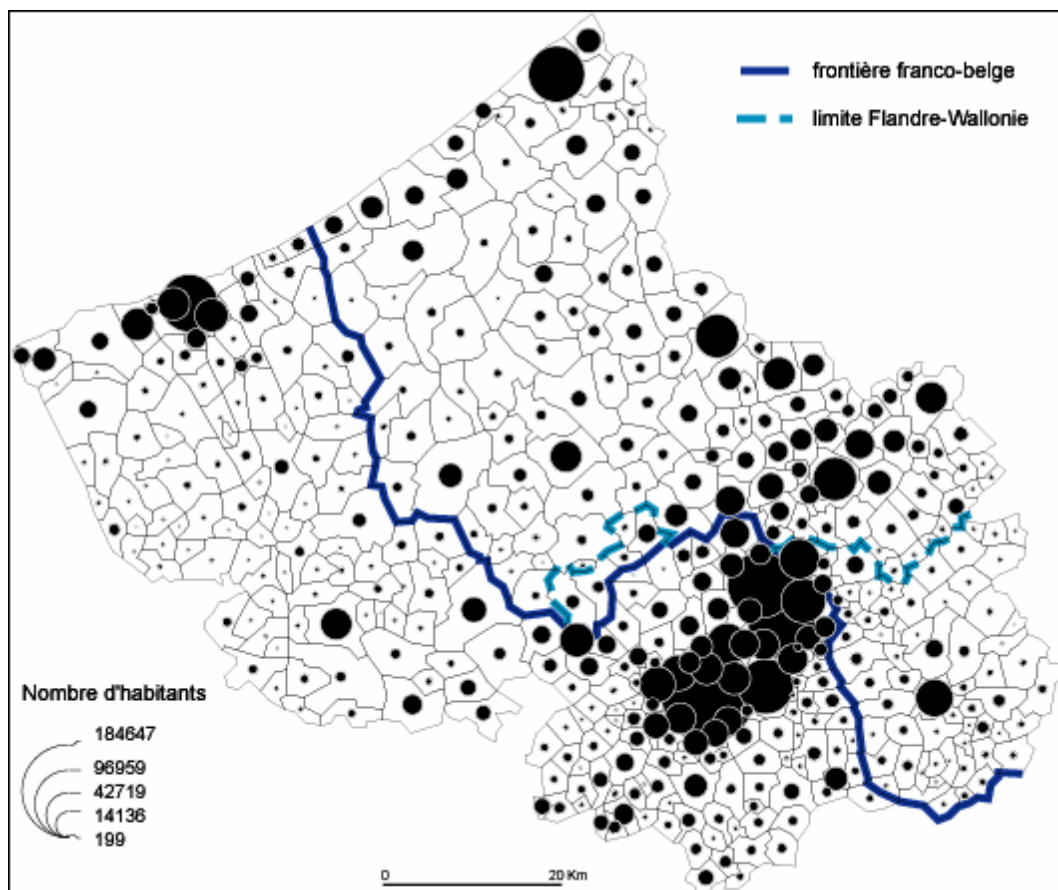 frontière franco-belge
limite Flandre-Wallonie
Nombre d'habitants
184647
96959
42719
14136
199
0 20 Km